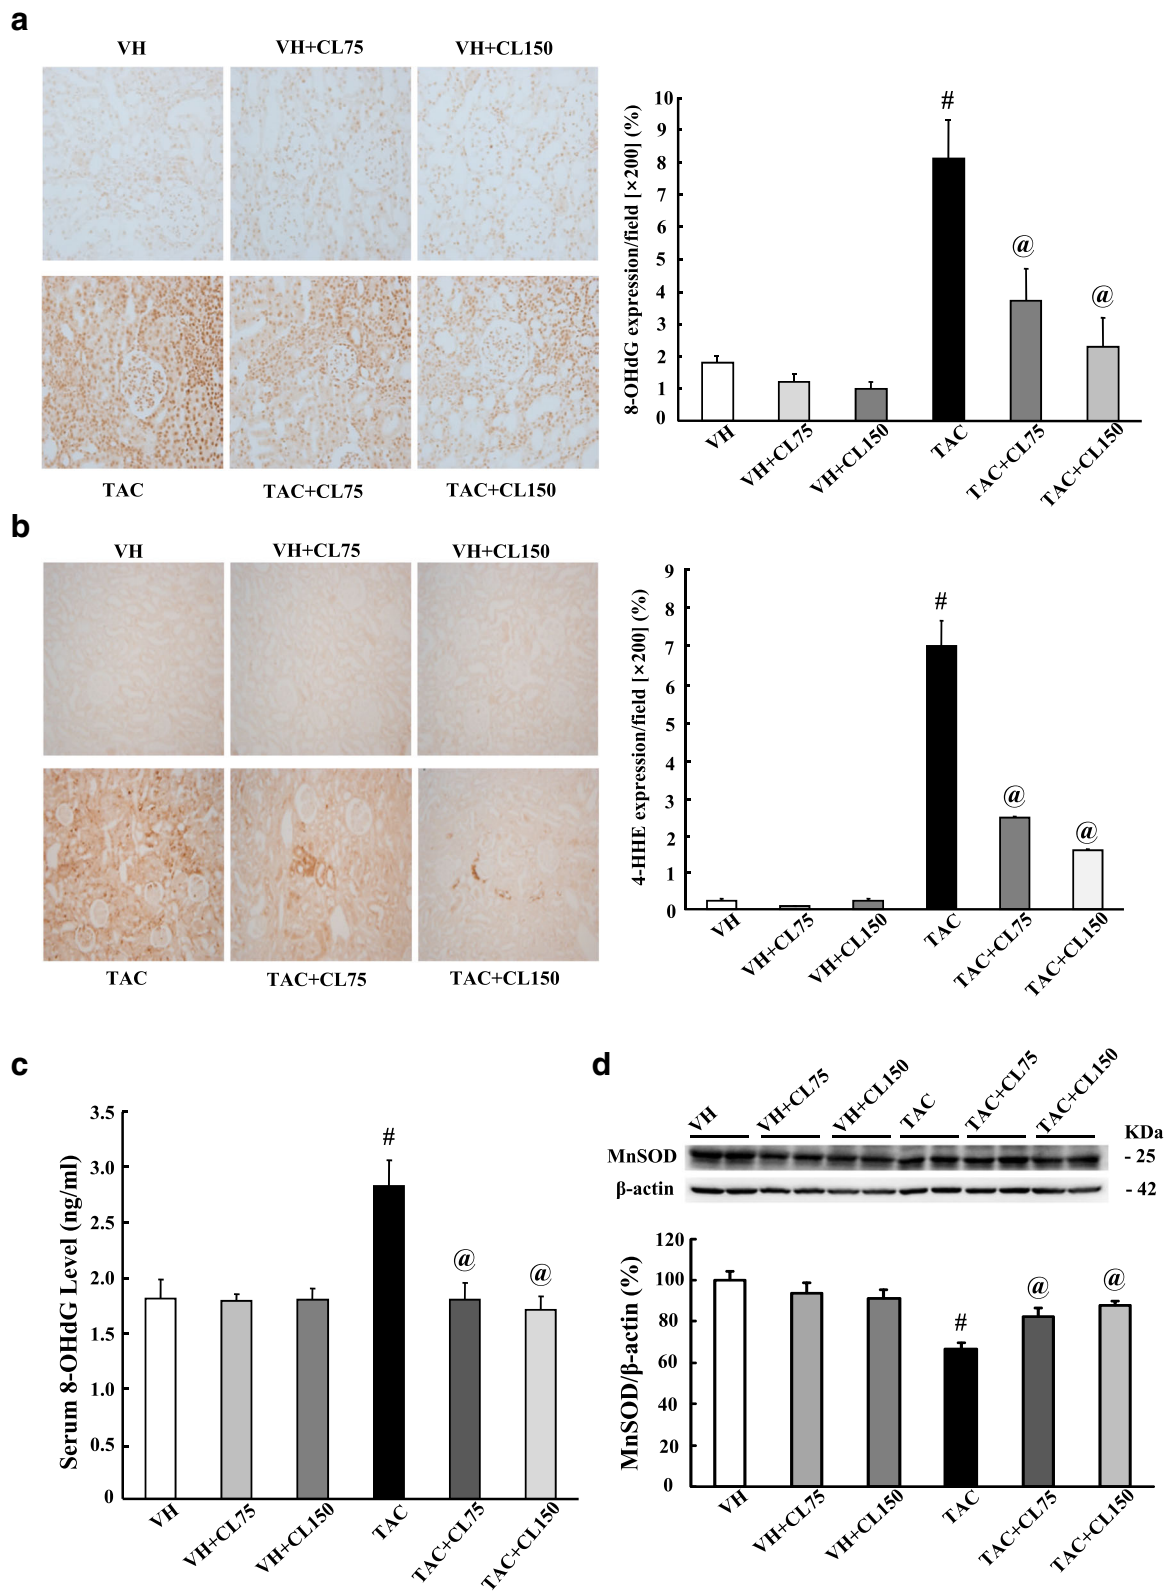 a
VH
VH+CL75
VH+CL150
TAC
TAC+CL75
TAC+CL150
8-OHdG expression/field [×200] (%)
10
9
8
7
6
5
4
3
2
1
0
#
@
@
VH
VH+CL75
VH+CL150
TAC
TAC+CL75
TAC+CL150
b
VH
VH+CL75
VH+CL150
TAC
TAC+CL75
TAC+CL150
4-HHE expression/field [×200] (%)
9
8
7
6
5
4
3
2
1
0
#
@
@
VH
VH+CL75
VH+CL150
TAC
TAC+CL75
TAC+CL150
c
Serum 8-OHdG Level (ng/ml)
3.5
3.0
2.5
2.0
1.5
1.0
0.5
0
#
@
@
VH
VH+CL75
VH+CL150
TAC
TAC+CL75
TAC+CL150
d
VH
VH+CL75
VH+CL150
TAC
TAC+CL75
TAC+CL150
KDa
MnSOD
- 25
β-actin
- 42
MnSOD/β-actin (%)
120
100
80
60
40
20
0
#
@
@
VH
VH+CL75
VH+CL150
TAC
TAC+CL75
TAC+CL150